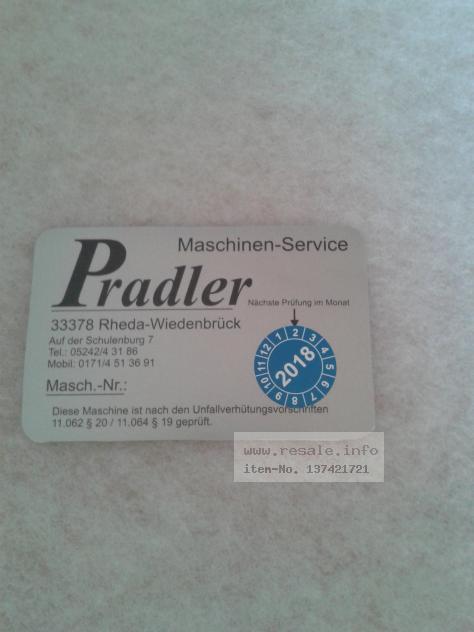 Maschinen-Service
Pradler
Nächste Prüfung im Monat
33378 Rheda-Wiedenbrück
Auf der Schulenburg 7
Tel.: 05242/4 31 86
Mobil: 0171/4 51 36 91
1 2 3 4 5 6 7 8 9 10 11 12
2018
Masch.-Nr.:
Diese Maschine ist nach den Unfallverhütungsvorschriften
11.062 § 20 / 11.064 § 19 geprüft.
www.resale.info
item-No. 137421721